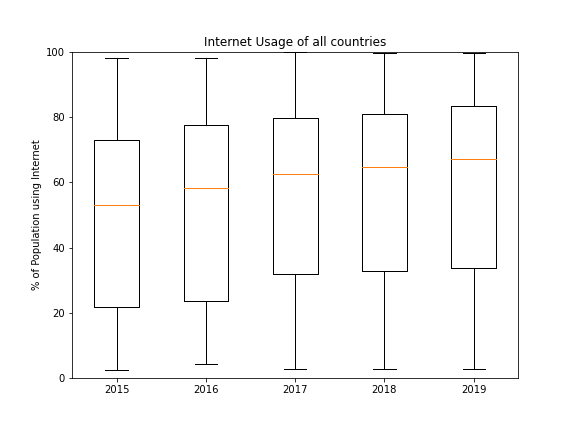 Internet Usage of all countries
% of Population using Internet
100
80
60
40
20
0
2015 2016 2017 2018 2019